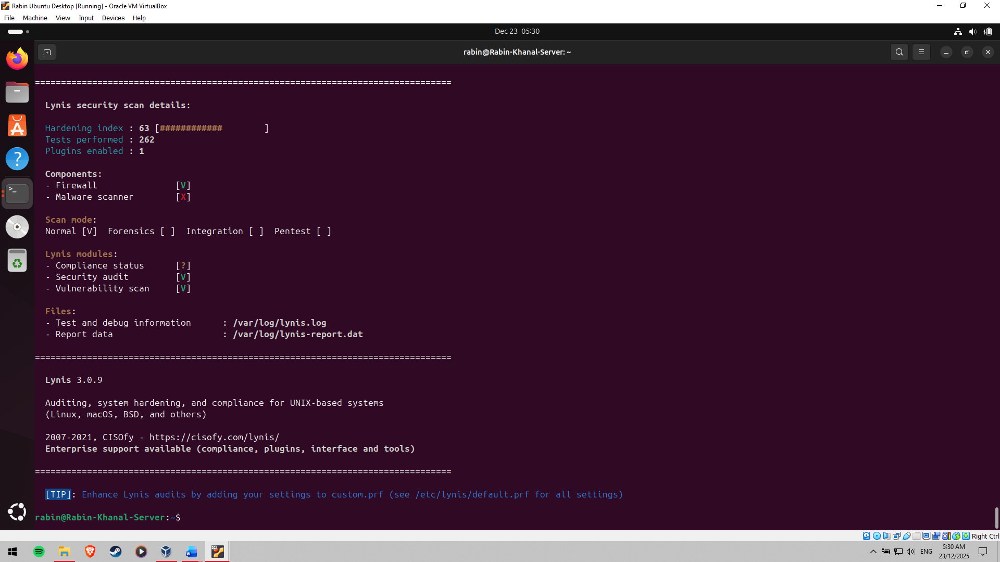 Rabin Ubuntu Desktop [Running] - Oracle VM VirtualBox
File Machine View Input Devices Help
Dec 23 05:30
rabin@Rabin-Khanal-Server: ~
================================================================================
Lynis security scan details:
Hardening index : 63 [############        ]
Tests performed : 262
Plugins enabled : 1
Components:
- Firewall               [V]
- Malware scanner        [X]
Scan mode:
Normal [V]  Forensics [ ]  Integration [ ]  Pentest [ ]
Lynis modules:
- Compliance status      [?]
- Security audit         [V]
- Vulnerability scan     [V]
Files:
- Test and debug information      : /var/log/lynis.log
- Report data                     : /var/log/lynis-report.dat
================================================================================
Lynis 3.0.9
Auditing, system hardening, and compliance for UNIX-based systems
(Linux, macOS, BSD, and others)
2007-2021, CISOfy - https://cisofy.com/lynis/
Enterprise support available (compliance, plugins, interface and tools)
================================================================================
[TIP]: Enhance Lynis audits by adding your settings to custom.prf (see /etc/lynis/default.prf for all settings)
rabin@Rabin-Khanal-Server:~$
Right Ctrl
ENG
5:30 AM
23/12/2025